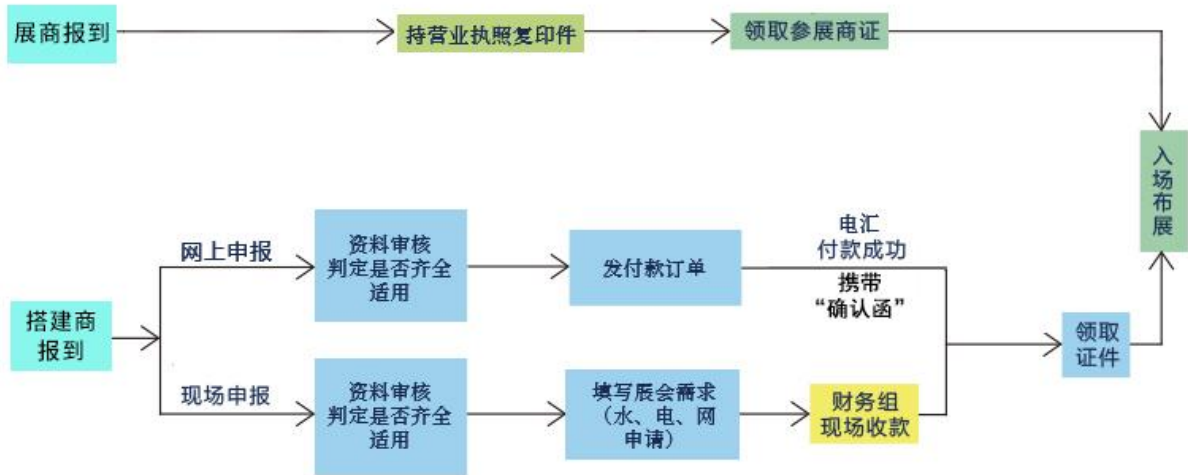 展商报到
持营业执照复印件
领取参展商证
入场布展
搭建商
报到
网上申报
资料审核
判定是否齐全
适用
发付款订单
电汇
付款成功
携带
“确认函”
现场申报
资料审核
判定是否齐全
适用
填写展会需求
（水、电、网
申请）
财务组
现场收款
领取
证件